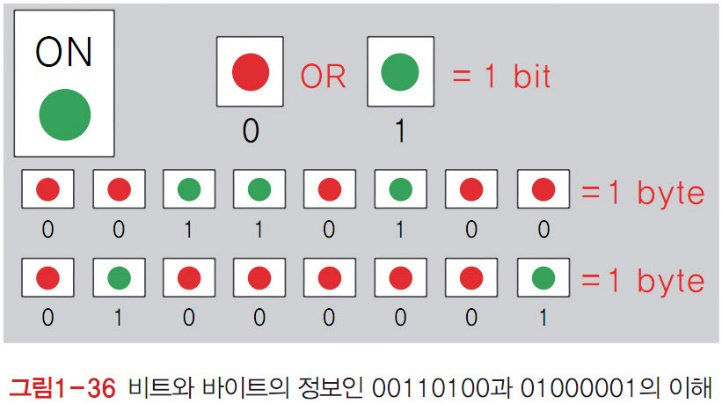 ON
OR = 1 bit
0 1
= 1 byte
0 0 1 1 0 1 0 0
= 1 byte
0 1 0 0 0 0 0 1
그림1-36 비트와 바이트의 정보인 00110100과 01000001의 이해